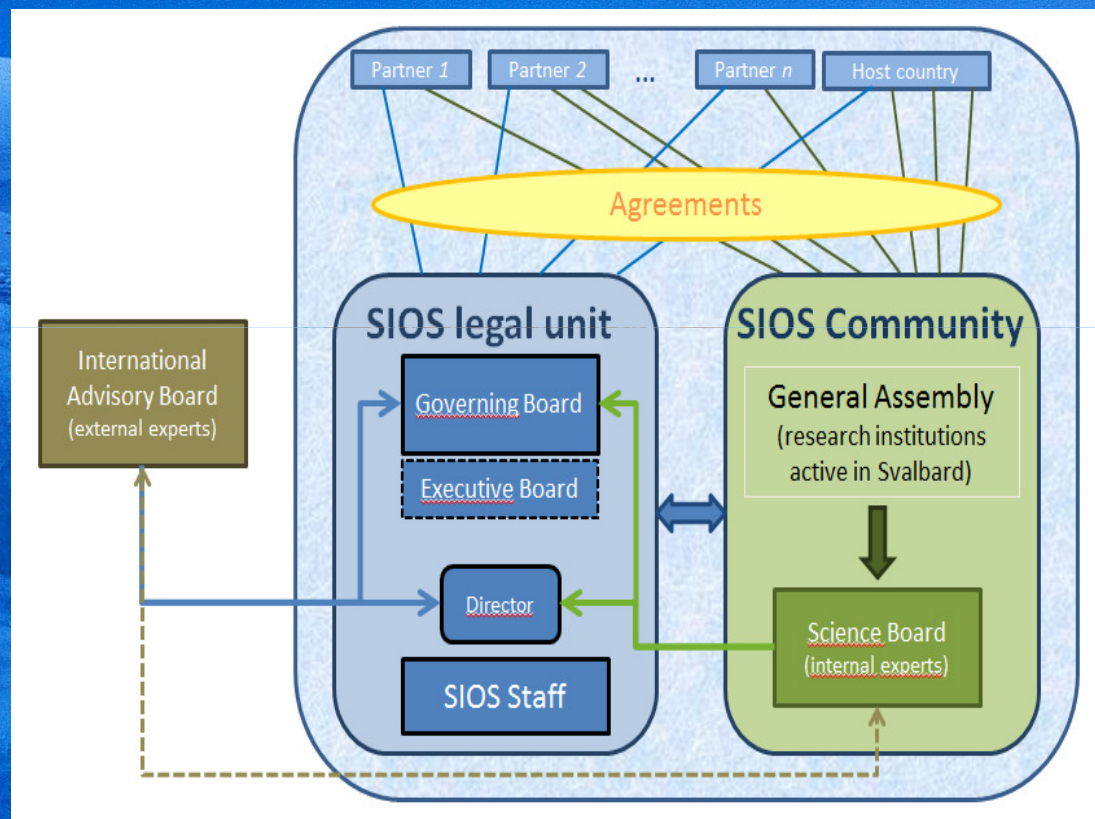 Partner 1
Partner 2
...
Partner n
Host country
Agreements
SIOS legal unit
Governing Board
Executive Board
Director
SIOS Staff
SIOS Community
General Assembly
(research institutions
active in Svalbard)
Science Board
(internal experts)
International
Advisory Board
(external experts)